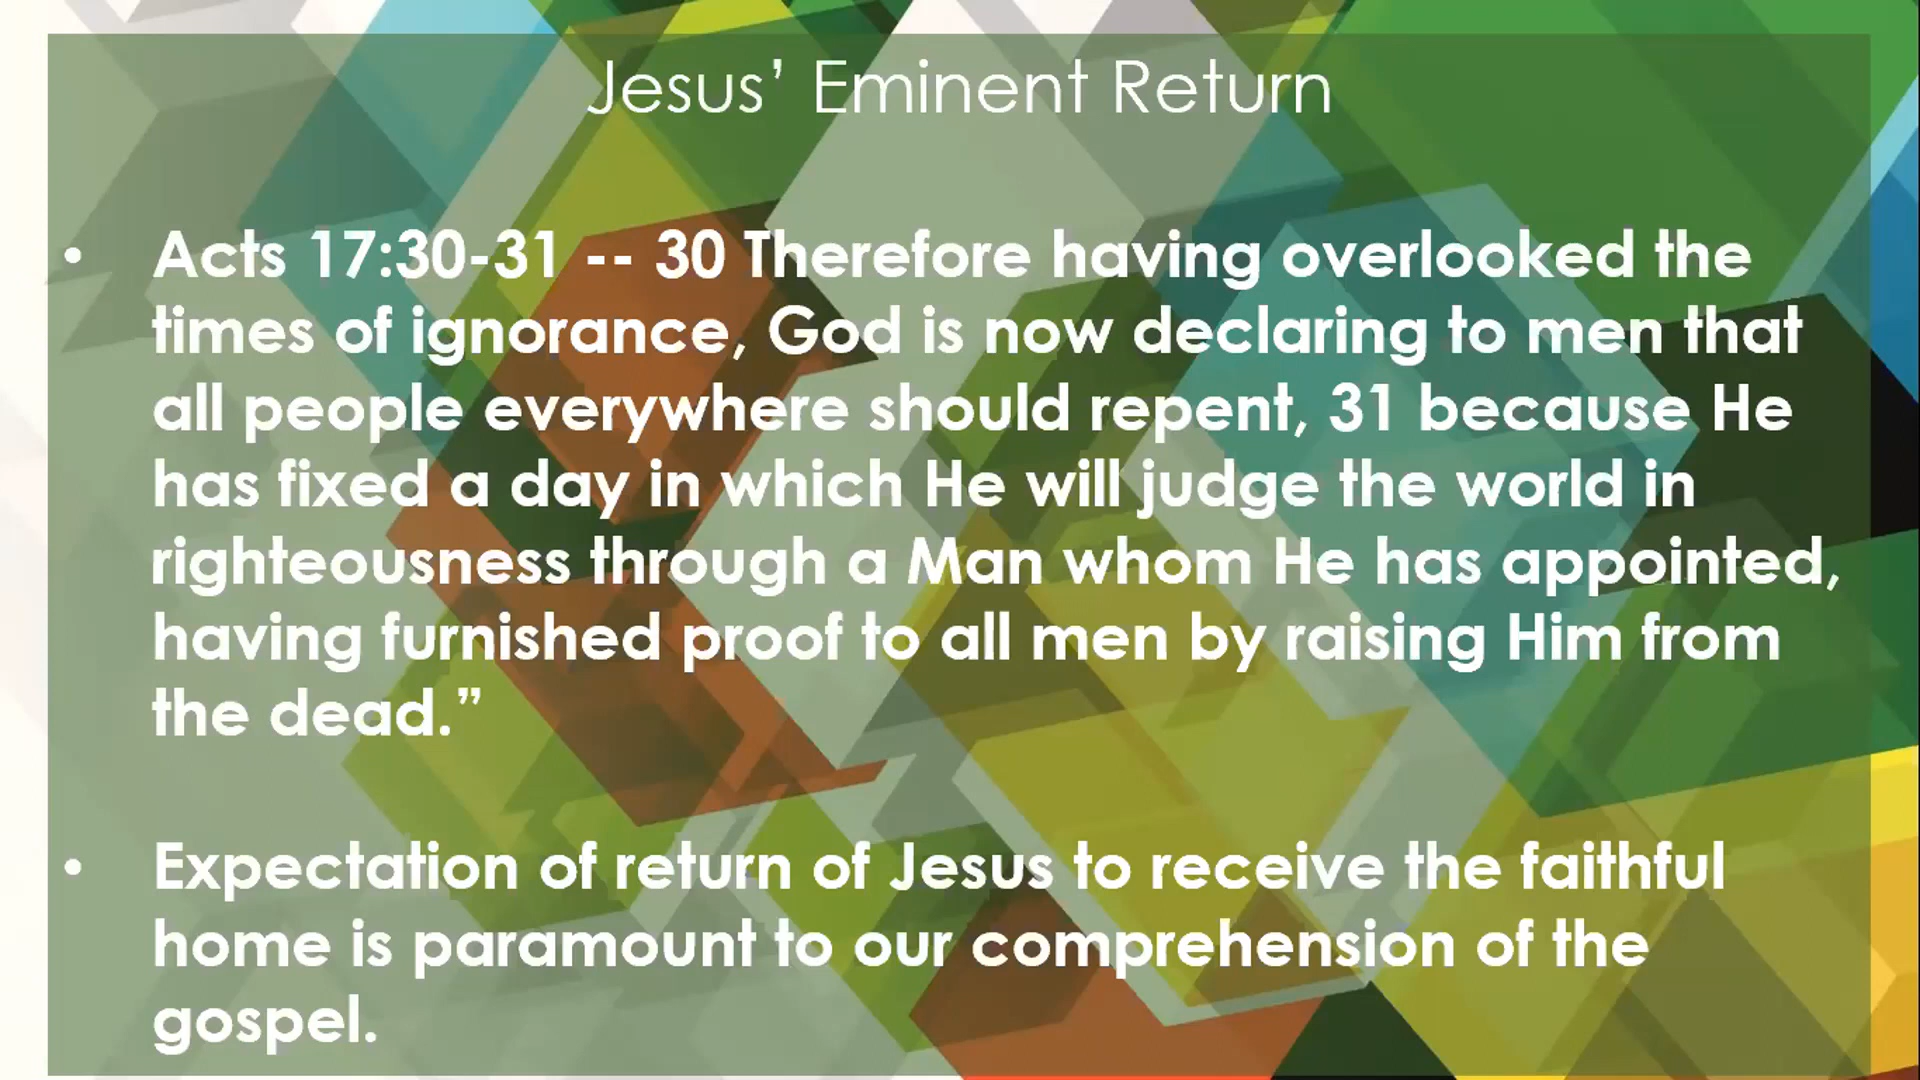 Jesus’ Eminent Return
• Acts 17:30-31 -- 30 Therefore having overlooked the
times of ignorance, God is now declaring to men that
all people everywhere should repent, 31 because He
has fixed a day in which He will judge the world in
righteousness through a Man whom He has appointed,
having furnished proof to all men by raising Him from
the dead.”
• Expectation of return of Jesus to receive the faithful
home is paramount to our comprehension of the
gospel.